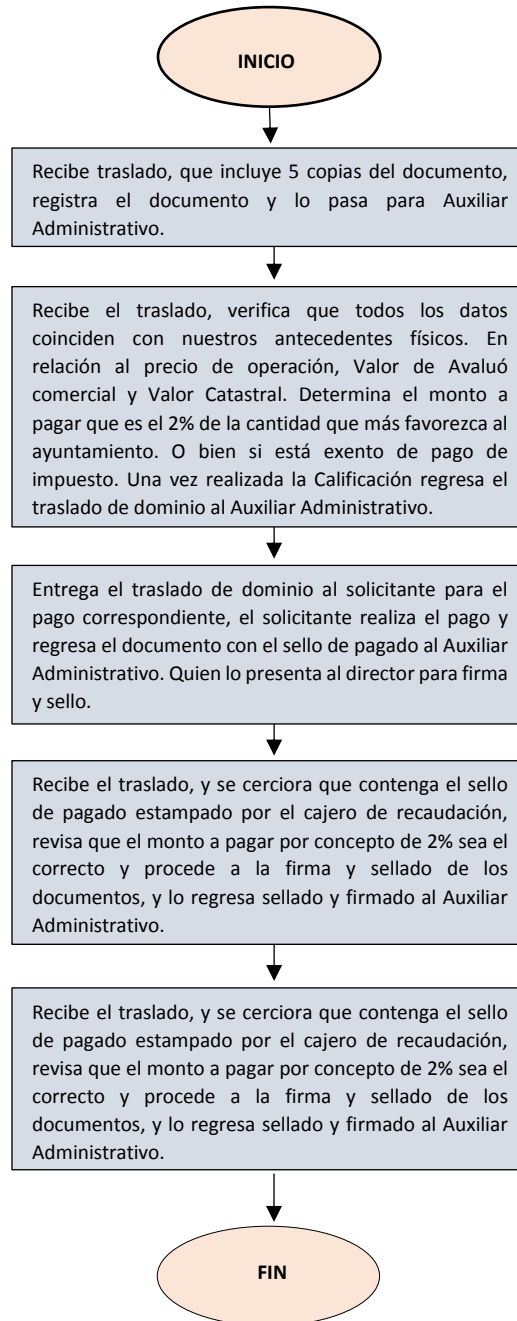 INICIO
Recibe traslado, que incluye 5 copias del documento,
registra el documento y lo pasa para Auxiliar
Administrativo.
Recibe el traslado, verifica que todos los datos
coinciden con nuestros antecedentes físicos. En
relación al precio de operación, Valor de Avaluó
comercial y Valor Catastral. Determina el monto a
pagar que es el 2% de la cantidad que más favorezca al
ayuntamiento. O bien si está exento de pago de
impuesto. Una vez realizada la Calificación regresa el
traslado de dominio al Auxiliar Administrativo.
Entrega el traslado de dominio al solicitante para el
pago correspondiente, el solicitante realiza el pago y
regresa el documento con el sello de pagado al Auxiliar
Administrativo. Quien lo presenta al director para firma
y sello.
Recibe el traslado, y se cerciora que contenga el sello
de pagado estampado por el cajero de recaudación,
revisa que el monto a pagar por concepto de 2% sea el
correcto y procede a la firma y sellado de los
documentos, y lo regresa sellado y firmado al Auxiliar
Administrativo.
Recibe el traslado, y se cerciora que contenga el sello
de pagado estampado por el cajero de recaudación,
revisa que el monto a pagar por concepto de 2% sea el
correcto y procede a la firma y sellado de los
documentos, y lo regresa sellado y firmado al Auxiliar
Administrativo.
FIN